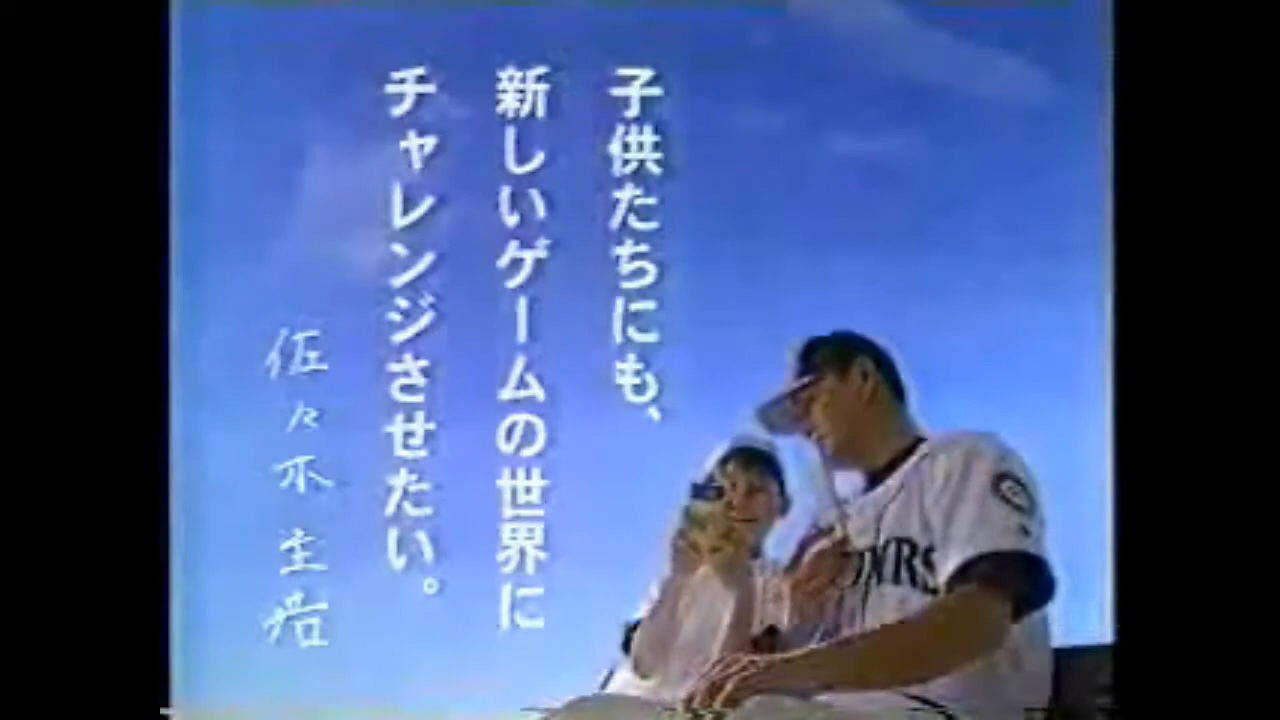 子供たちにも、
新しいゲームの世界に
チャレンジさせたい。
佐々木主浩